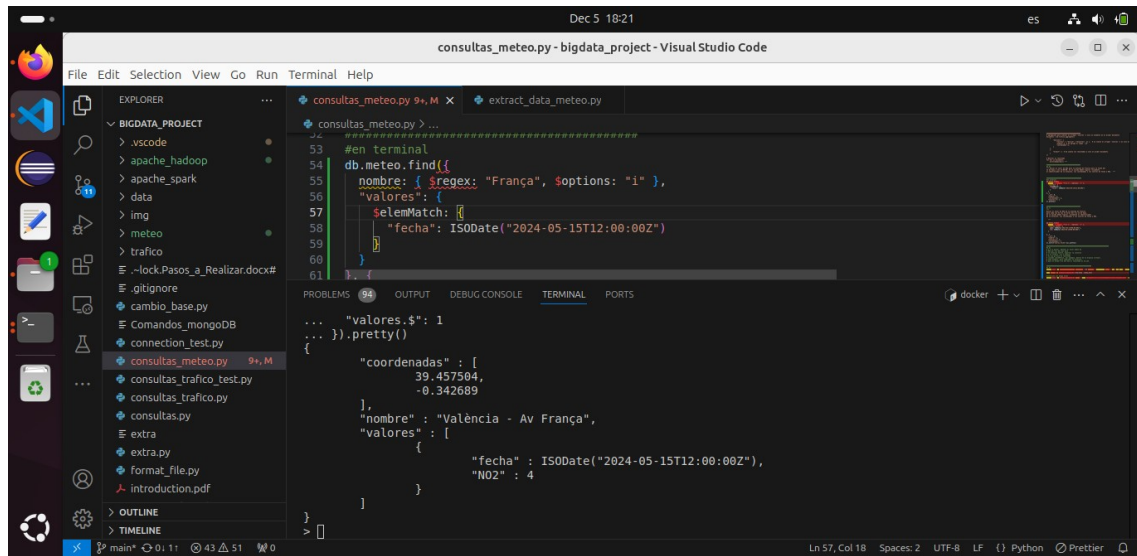 Dec 5 18:21
es
consultas_meteo.py - bigdata_project - Visual Studio Code
File Edit Selection View Go Run Terminal Help
EXPLORER
BIGDATA_PROJECT
.vscode
apache_hadoop
apache_spark
data
img
meteo
trafico
.~lock.Pasos_a_Realizar.docx#
.gitignore
cambio_base.py
Comandos_mongoDB
connection_test.py
consultas_meteo.py 9+, M
consultas_trafico_test.py
consultas_trafico.py
consultas.py
extra
extra.py
format_file.py
introduction.pdf
OUTLINE
TIMELINE
11
1
consultas_meteo.py 9+, M
extract_data_meteo.py
consultas_meteo.py > ...
53 #en terminal
54 db.meteo.find({
55 nombre: { $regex: "França", $options: "i" },
56 "valores": {
57 $elemMatch: {
58 "fecha": ISODate("2024-05-15T12:00:00Z")
59 }
60 }
61 }, {
PROBLEMS 94 OUTPUT DEBUG CONSOLE TERMINAL PORTS
docker
... "valores.$": 1
... }).pretty()
{
"coordenadas" : [
39.457504,
-0.342689
],
"nombre" : "València - Av França",
"valores" : [
{
"fecha" : ISODate("2024-05-15T12:00:00Z"),
"NO2" : 4
}
]
}
>
main* 0↓ 1↑ 43 51 0
Ln 57, Col 18 Spaces: 2 UTF-8 LF {} Python Prettier